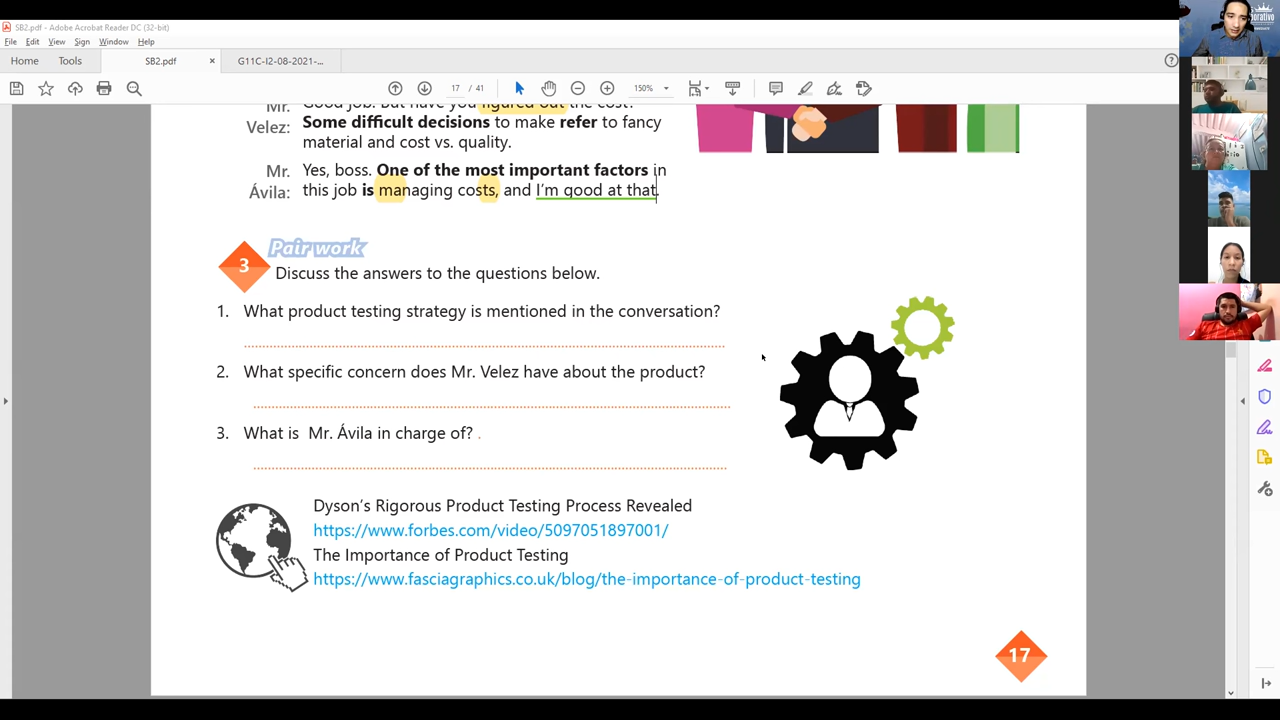 SB2.pdf - Adobe Acrobat Reader DC (32-bit)
File Edit View Sign Window Help
Home Tools SB2.pdf × G11C-I2-08-2021-...
17 / 41 150%
Mr. Good job. But have you figured out the cost?
Velez: Some difficult decisions to make refer to fancy
material and cost vs. quality.
Mr. Yes, boss. One of the most important factors in
Ávila: this job is managing costs, and I'm good at that.
3 Pair work
Discuss the answers to the questions below.
1. What product testing strategy is mentioned in the conversation?
2. What specific concern does Mr. Velez have about the product?
3. What is Mr. Ávila in charge of? .
Dyson's Rigorous Product Testing Process Revealed
https://www.forbes.com/video/5097051897001/
The Importance of Product Testing
https://www.fasciagraphics.co.uk/blog/the-importance-of-product-testing
17